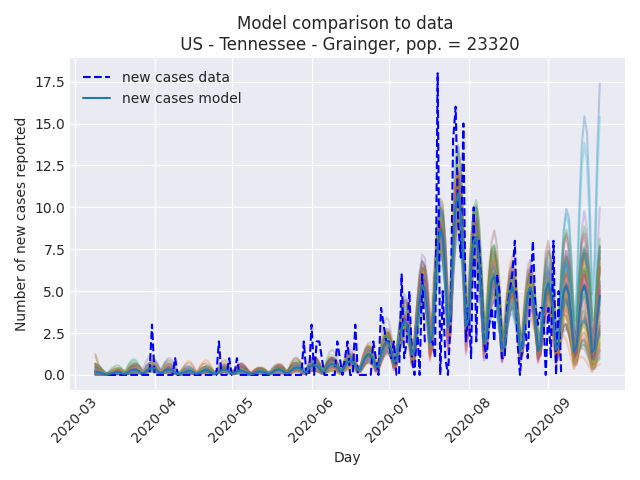 Model comparison to data
US - Tennessee - Grainger, pop. = 23320
new cases data
new cases model
Number of new cases reported
17.5
15.0
12.5
10.0
7.5
5.0
2.5
0.0
2020-03
2020-04
2020-05
2020-06
2020-07
2020-08
2020-09
Day